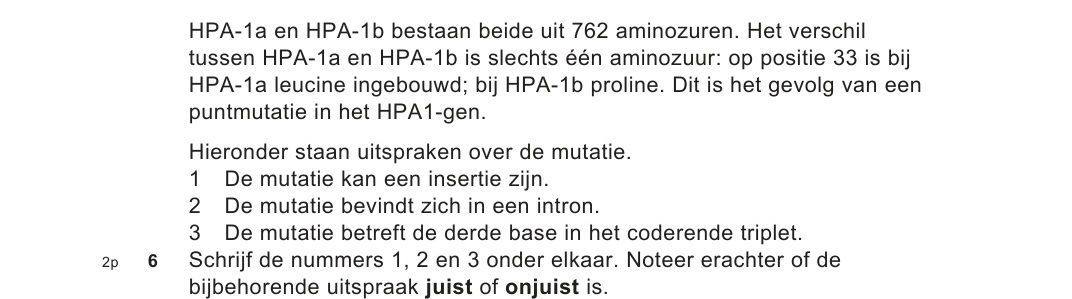 HPA-1a en HPA-1b bestaan beide uit 762 aminozuren. Het verschil
tussen HPA-1a en HPA-1b is slechts één aminozuur: op positie 33 is bij
HPA-1a leucine ingebouwd; bij HPA-1b proline. Dit is het gevolg van een
puntmutatie in het HPA1-gen.
Hieronder staan uitspraken over de mutatie.
1 De mutatie kan een insertie zijn.
2 De mutatie bevindt zich in een intron.
3 De mutatie betreft de derde base in het coderende triplet.
2p 6 Schrijf de nummers 1, 2 en 3 onder elkaar. Noteer erachter of de
bijbehorende uitspraak juist of onjuist is.